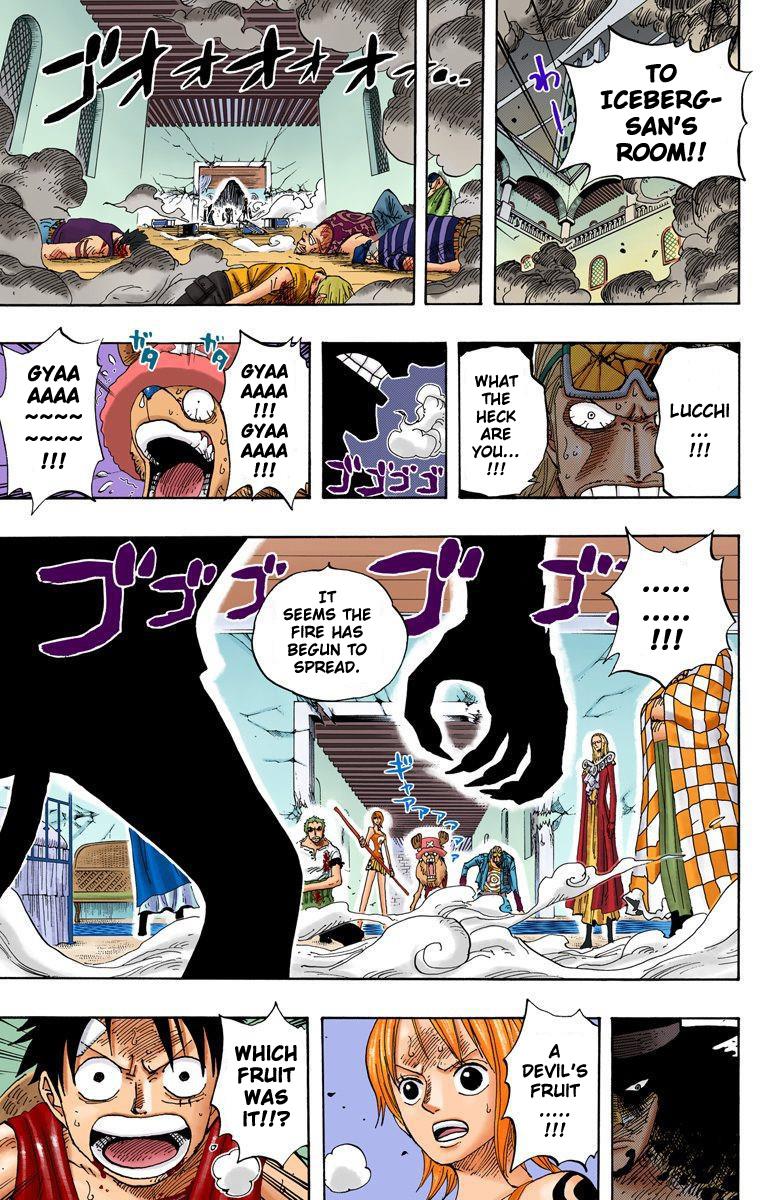 TO
ICEBERG-
SAN'S
ROOM!!
わー
ゴオオオオオオ...
LUCCHI
...
!!!
WHAT
THE
HECK
ARE
YOU...
!!!
ゴゴゴゴ
GYAA
AAAA
!!!
GYAA
AAAA
!!!
ガタ
ガタ
GYAA
AAAA
~~~~
~~~~
!!!
.....
.....
!!!
ゴゴゴゴゴ
IT
SEEMS THE
FIRE HAS
BEGUN TO
SPREAD.
ギャアアアアア
A
DEVIL'S
FRUIT
.....
!!!
WHICH
FRUIT
WAS
IT!!?